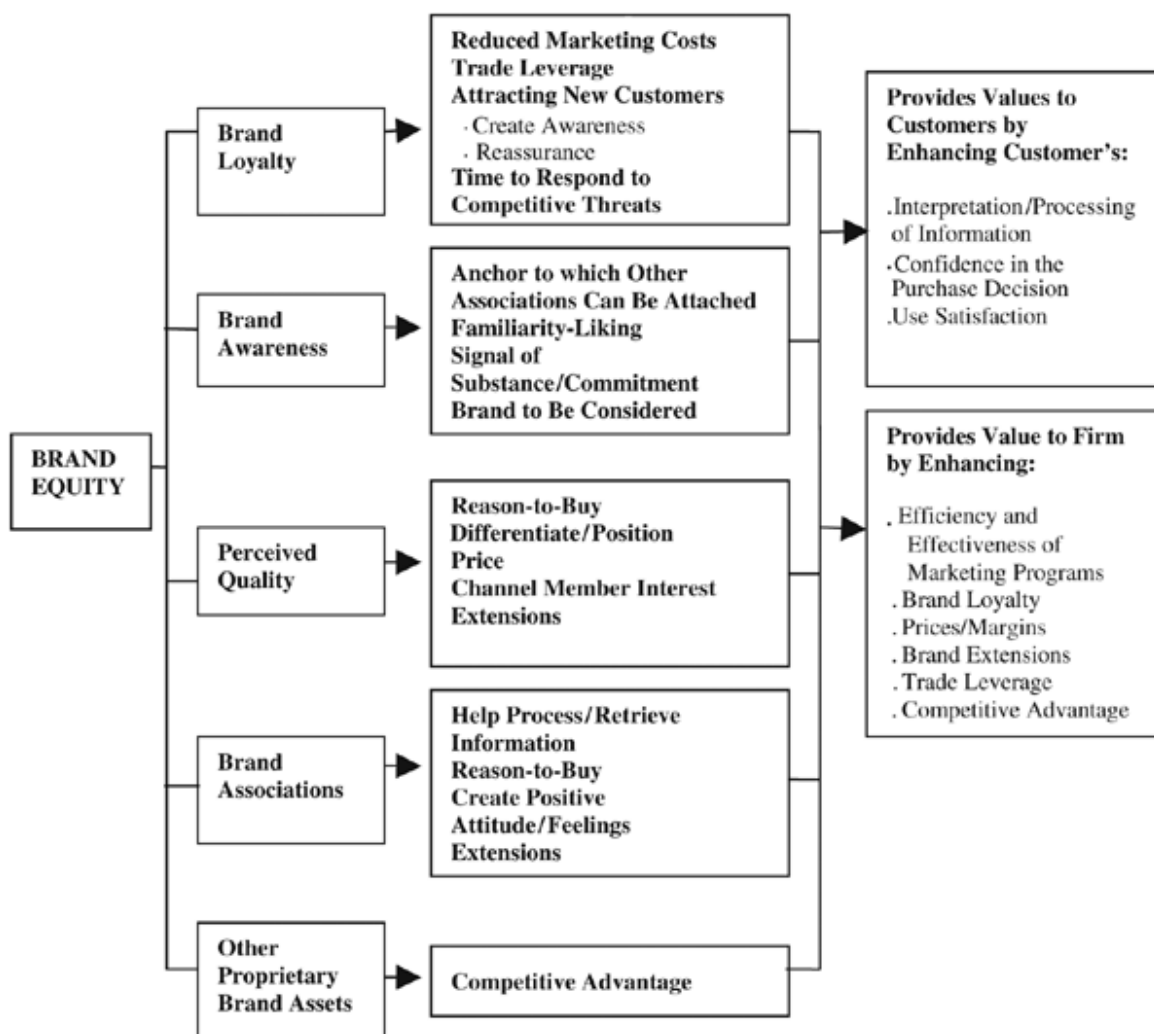 BRAND
EQUITY
Brand
Loyalty
Reduced Marketing Costs
Trade Leverage
Attracting New Customers
. Create Awareness
. Reassurance
Time to Respond to
Competitive Threats
Brand
Awareness
Anchor to which Other
Associations Can Be Attached
Familiarity-Liking
Signal of
Substance/Commitment
Brand to Be Considered
Perceived
Quality
Reason-to-Buy
Differentiate/Position
Price
Channel Member Interest
Extensions
Brand
Associations
Help Process/Retrieve
Information
Reason-to-Buy
Create Positive
Attitude/Feelings
Extensions
Other
Proprietary
Brand Assets
Competitive Advantage
Provides Values to
Customers by
Enhancing Customer’s:
.Interpretation/Processing
of Information
.Confidence in the
Purchase Decision
.Use Satisfaction
Provides Value to Firm
by Enhancing:
. Efficiency and
Effectiveness of
Marketing Programs
. Brand Loyalty
. Prices/Margins
. Brand Extensions
. Trade Leverage
. Competitive Advantage